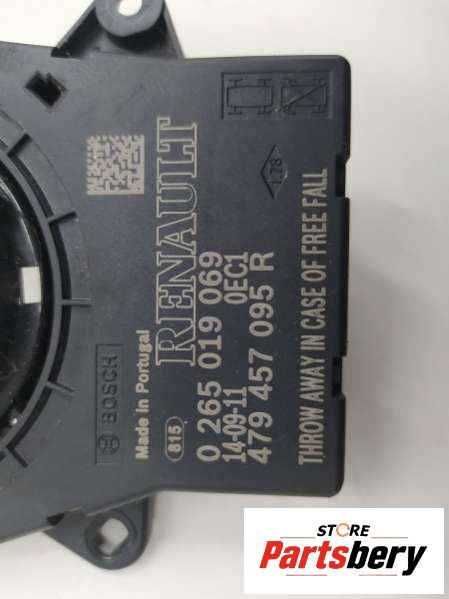 BOSCH
Made in Portugal
815
RENAULT
0 265 019 069
14-09-11 0EC1
479 457 095 R
L78
THROW AWAY IN CASE OF FREE FALL
STORE
Partsbery